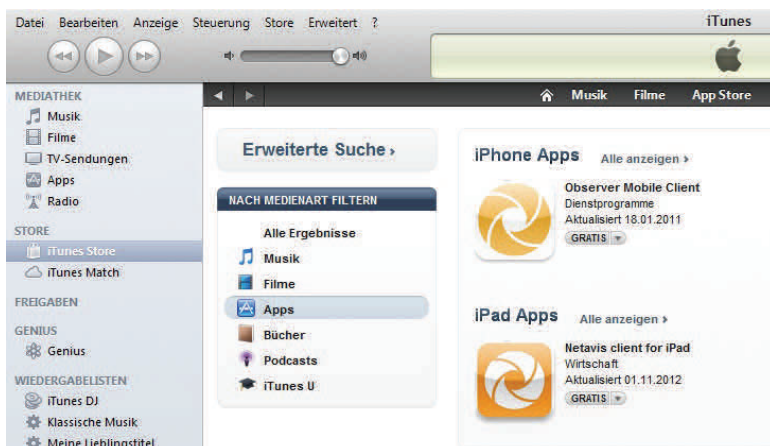 Datei Bearbeiten Anzeige Steuerung Store Erweitert ?
iTunes
MEDIATHEK
Musik
Filme
TV-Sendungen
Apps
Radio
STORE
iTunes Store
iTunes Match
FREIGABEN
GENIUS
Genius
WIEDERGABELISTEN
iTunes DJ
Klassische Musik
Meine Lieblingstitel
Musik Filme App Store
Erweiterte Suche ›
NACH MEDIENART FILTERN
Alle Ergebnisse
Musik
Filme
Apps
Bücher
Podcasts
iTunes U
iPhone Apps Alle anzeigen ›
Observer Mobile Client
Dienstprogramme
Aktualisiert 18.01.2011
GRATIS
iPad Apps Alle anzeigen ›
Netavis client for iPad
Wirtschaft
Aktualisiert 01.11.2012
GRATIS